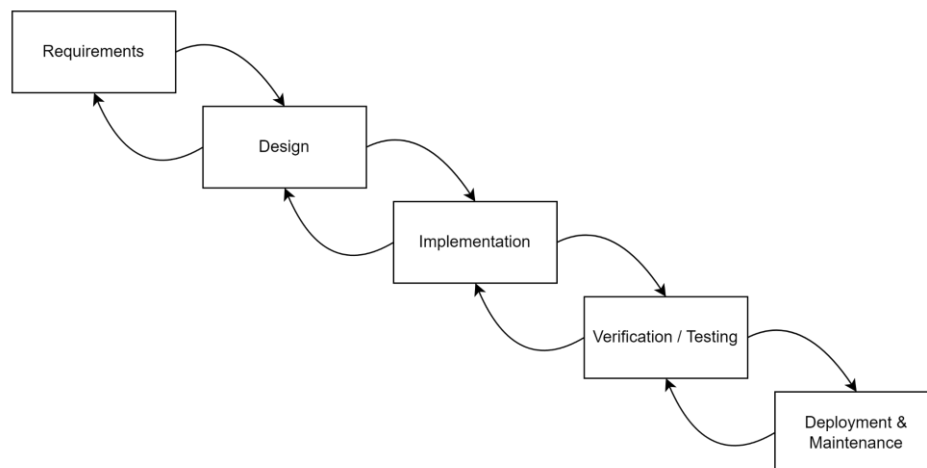 Requirements
Design
Implementation
Verification / Testing
Deployment &
Maintenance